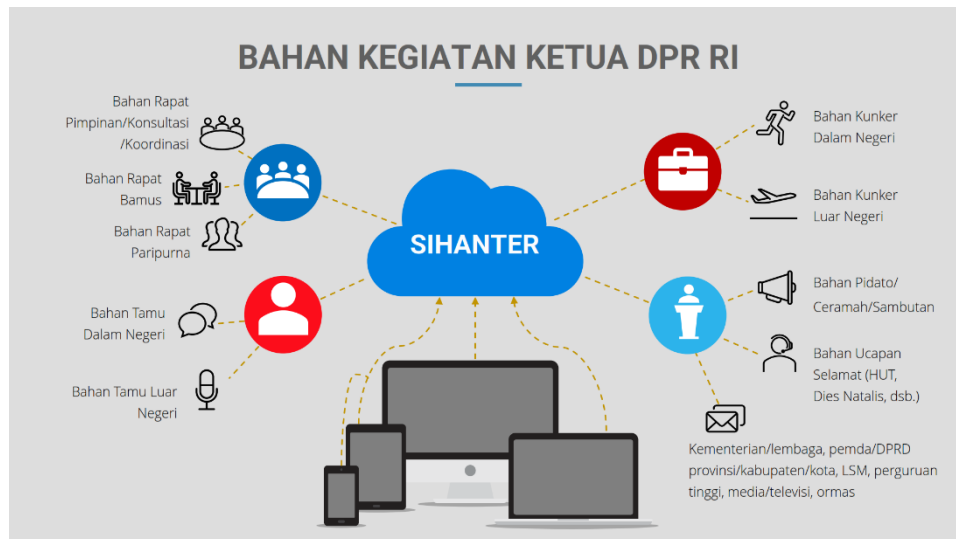 BAHAN KEGIATAN KETUA DPR RI
Bahan Rapat
Pimpinan/Konsultasi
/Koordinasi
Bahan Rapat
Bamus
Bahan Rapat
Paripurna
Bahan Tamu
Dalam Negeri
Bahan Tamu Luar
Negeri
SIHANTER
Bahan Kunker
Dalam Negeri
Bahan Kunker
Luar Negeri
Bahan Pidato/
Ceramah/Sambutan
Bahan Ucapan
Selamat (HUT,
Dies Natalis, dsb.)
Kementerian/lembaga, pemda/DPRD
provinsi/kabupaten/kota, LSM, perguruan
tinggi, media/televisi, ormas